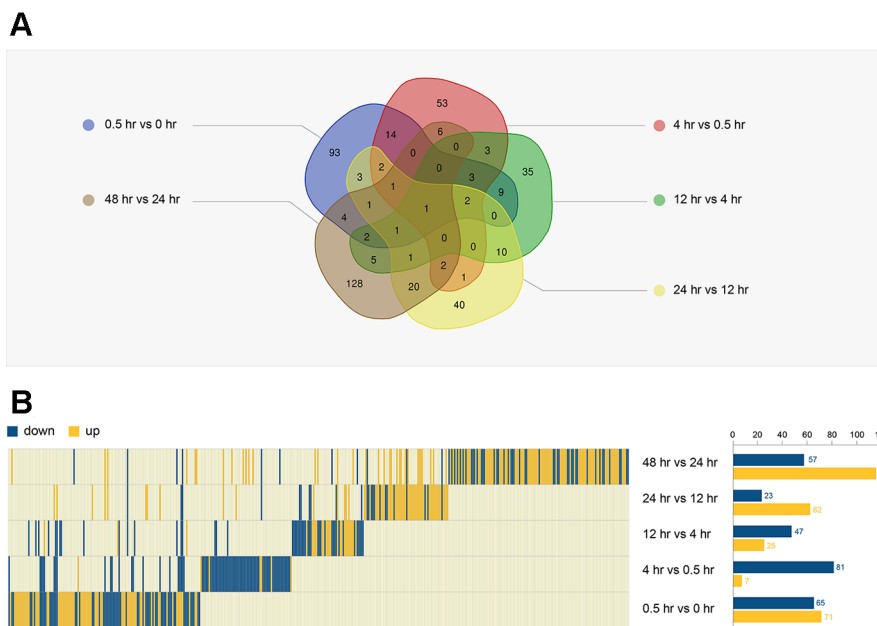 A
53
0.5 hr vs 0 hr
4 hr vs 0.5 hr
14
6
93
0
0
3
2
0
35
3
3
1
9
48 hr vs 24 hr
12 hr vs 4 hr
1
2
4
1
0
2
1
0
0
10
5
1
2
1
128
20
24 hr vs 12 hr
40
B
down up
0 20 40 60 80 100
48 hr vs 24 hr
57
24 hr vs 12 hr
23
62
12 hr vs 4 hr
47
25
4 hr vs 0.5 hr
81
7
0.5 hr vs 0 hr
65
71